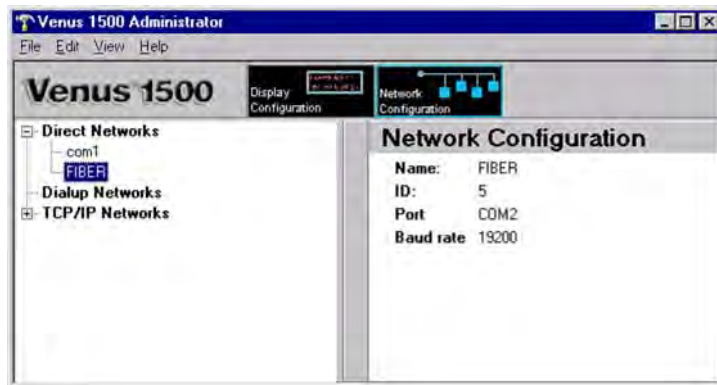 Venus 1500 Administrator
File Edit View Help
Venus 1500
Display
Configuration
Network
Configuration
Direct Networks
com1
FIBER
Dialup Networks
TCP/IP Networks
Network Configuration
Name: FIBER
ID: 5
Port COM2
Baud rate 19200